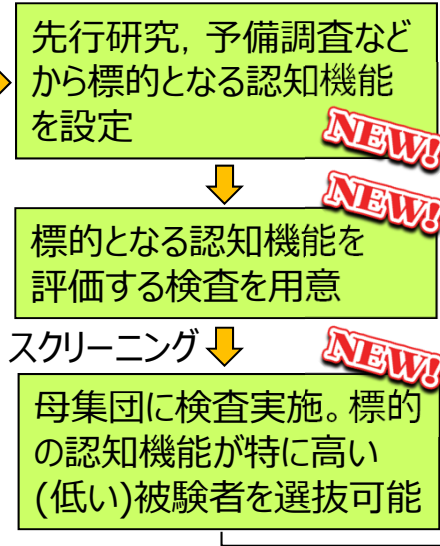 先行研究, 予備調査など
から標的となる認知機能
を設定
NEW!
NEW!
標的となる認知機能を
評価する検査を用意
スクリーニング
NEW!
母集団に検査実施。標的
の認知機能が特に高い
(低い)被験者を選抜可能